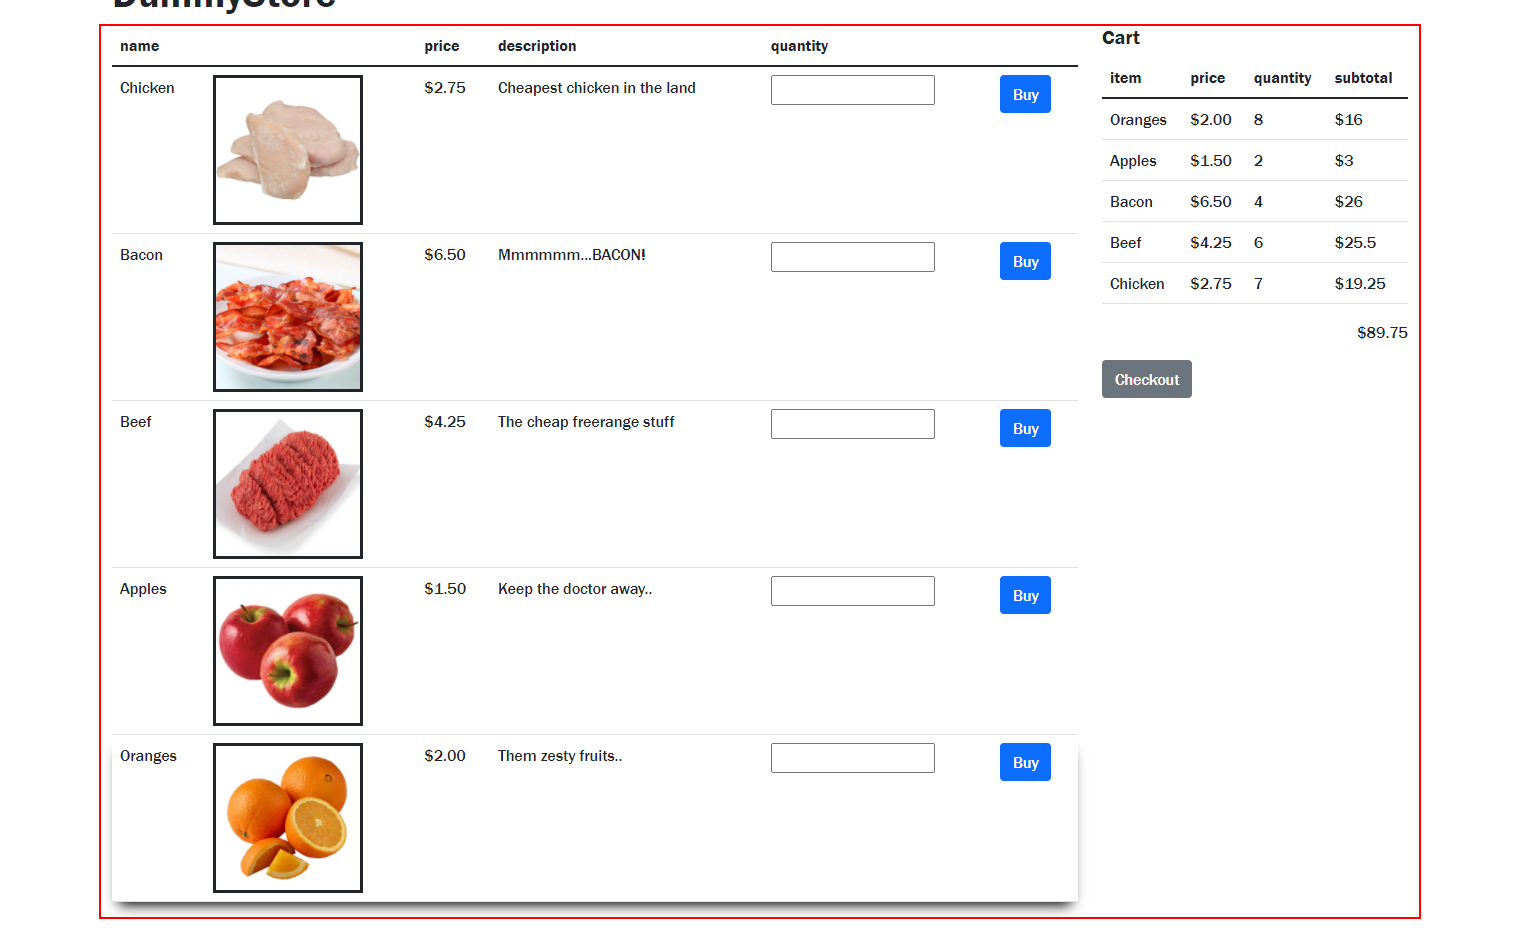 DummyStore
name price description quantity
Chicken $2.75 Cheapest chicken in the land Buy
Bacon $6.50 Mmmmmm...BACON! Buy
Beef $4.25 The cheap freerange stuff Buy
Apples $1.50 Keep the doctor away.. Buy
Oranges $2.00 Them zesty fruits.. Buy
Cart
item price quantity subtotal
Oranges $2.00 8 $16
Apples $1.50 2 $3
Bacon $6.50 4 $26
Beef $4.25 6 $25.5
Chicken $2.75 7 $19.25
$89.75
Checkout